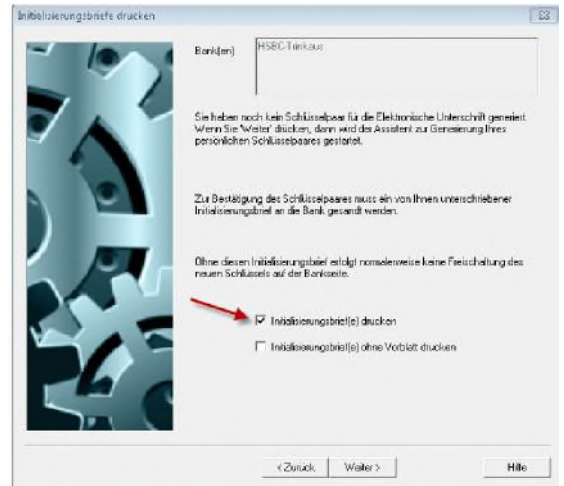 Initialisierungsbriefe drucken
Bank(en)
HSBC-Trinkaus
Sie haben noch kein Schlüsselpaar für die Elektronische Unterschrift generiert.
Wenn Sie 'Weiter' drücken, dann wird der Assistent zur Generierung Ihres
persönlichen Schlüsselpaares gestartet.
Zur Bestätigung des Schlüsselpaares muss ein von Ihnen unterschriebener
Initialisierungsbrief an die Bank gesandt werden.
Ohne diesen Initialisierungsbrief erfolgt normalerweise keine Freischaltung des
neuen Schlüssels auf der Bankseite.
Initialisierungsbrief(e) drucken
Initialisierungsbrief(e) ohne Vorblatt drucken
< Zurück Weiter > Hilfe